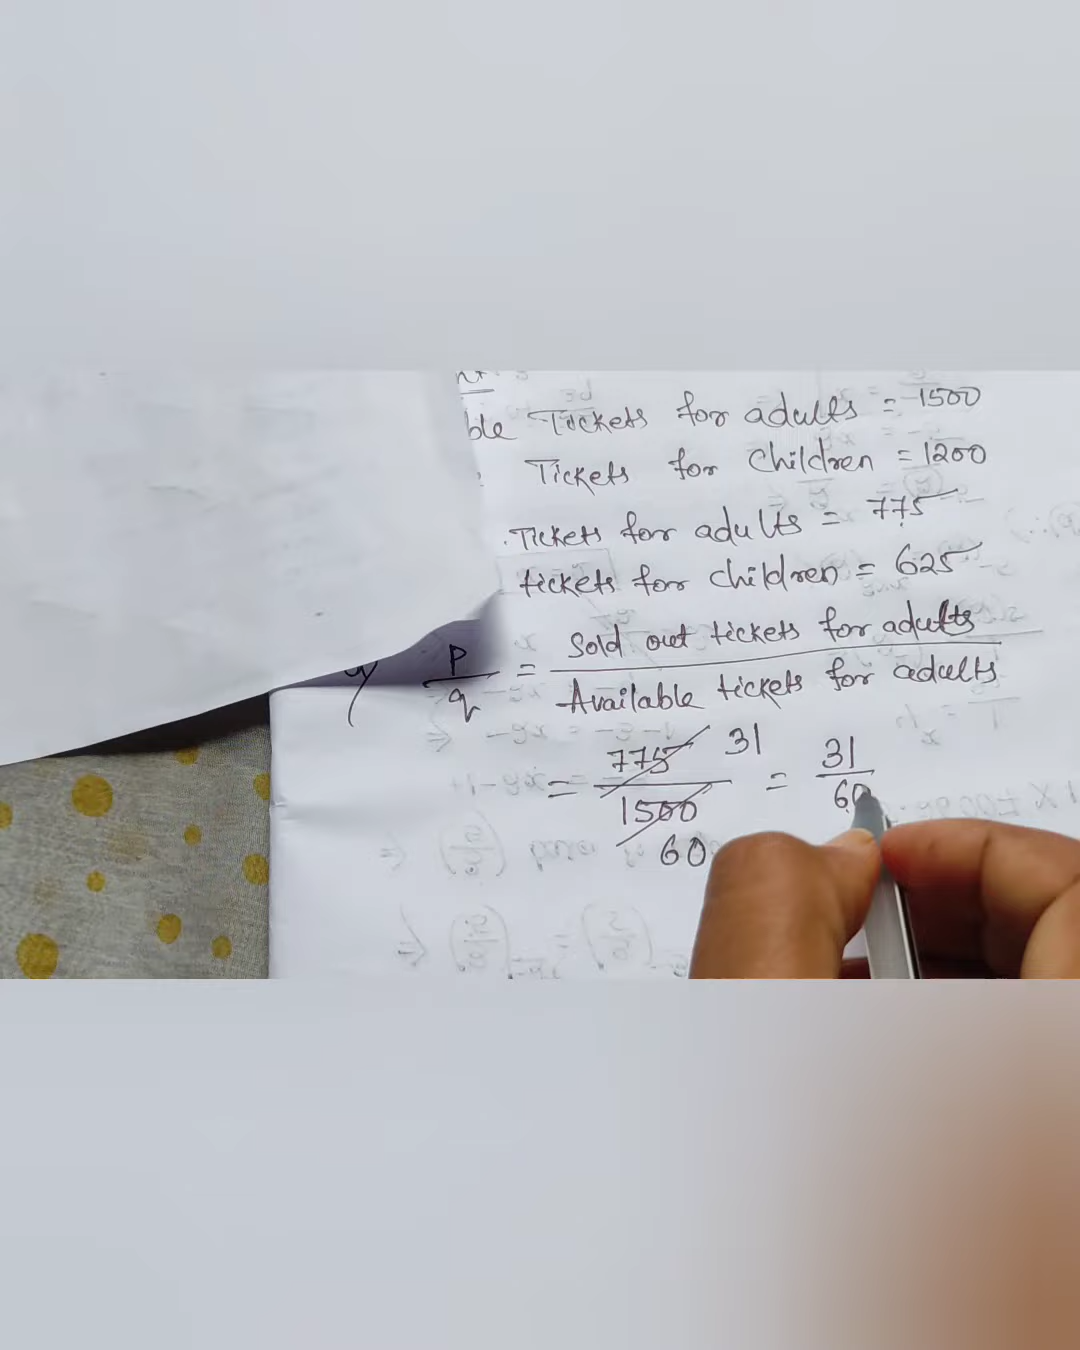 Tickets for adults = 1500
Tickets for children = 1200
Tickets for adults = 775
tickets for children = 625
P/q = Sold out tickets for adults / Available tickets for adults
= 775/1500 31 60 = 31/60